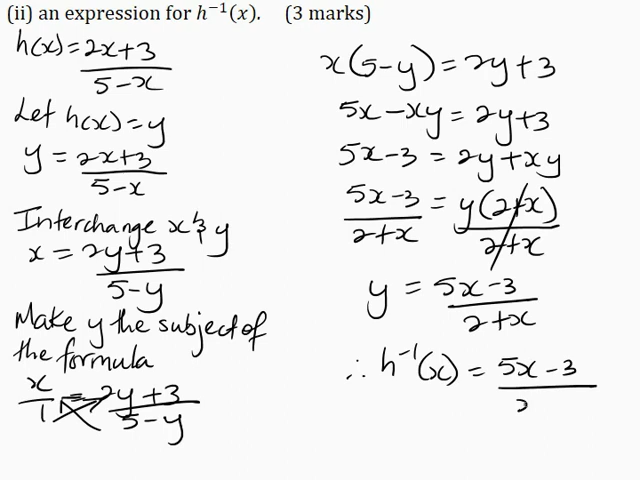 (ii) an expression for h⁻¹(x). (3 marks)
h(x) = 2x+3
5-x
Let h(x) = y
y = 2x+3
5-x
Interchange x & y
x = 2y+3
5-y
Make y the subject of
the formula
x = 2y+3
1 5-y
x(5-y) = 2y+3
5x - xy = 2y+3
5x-3 = 2y+xy
5x-3 = y(2+x)
2+x 2+x
y = 5x-3
2+x
∴ h⁻¹(x) = 5x-3